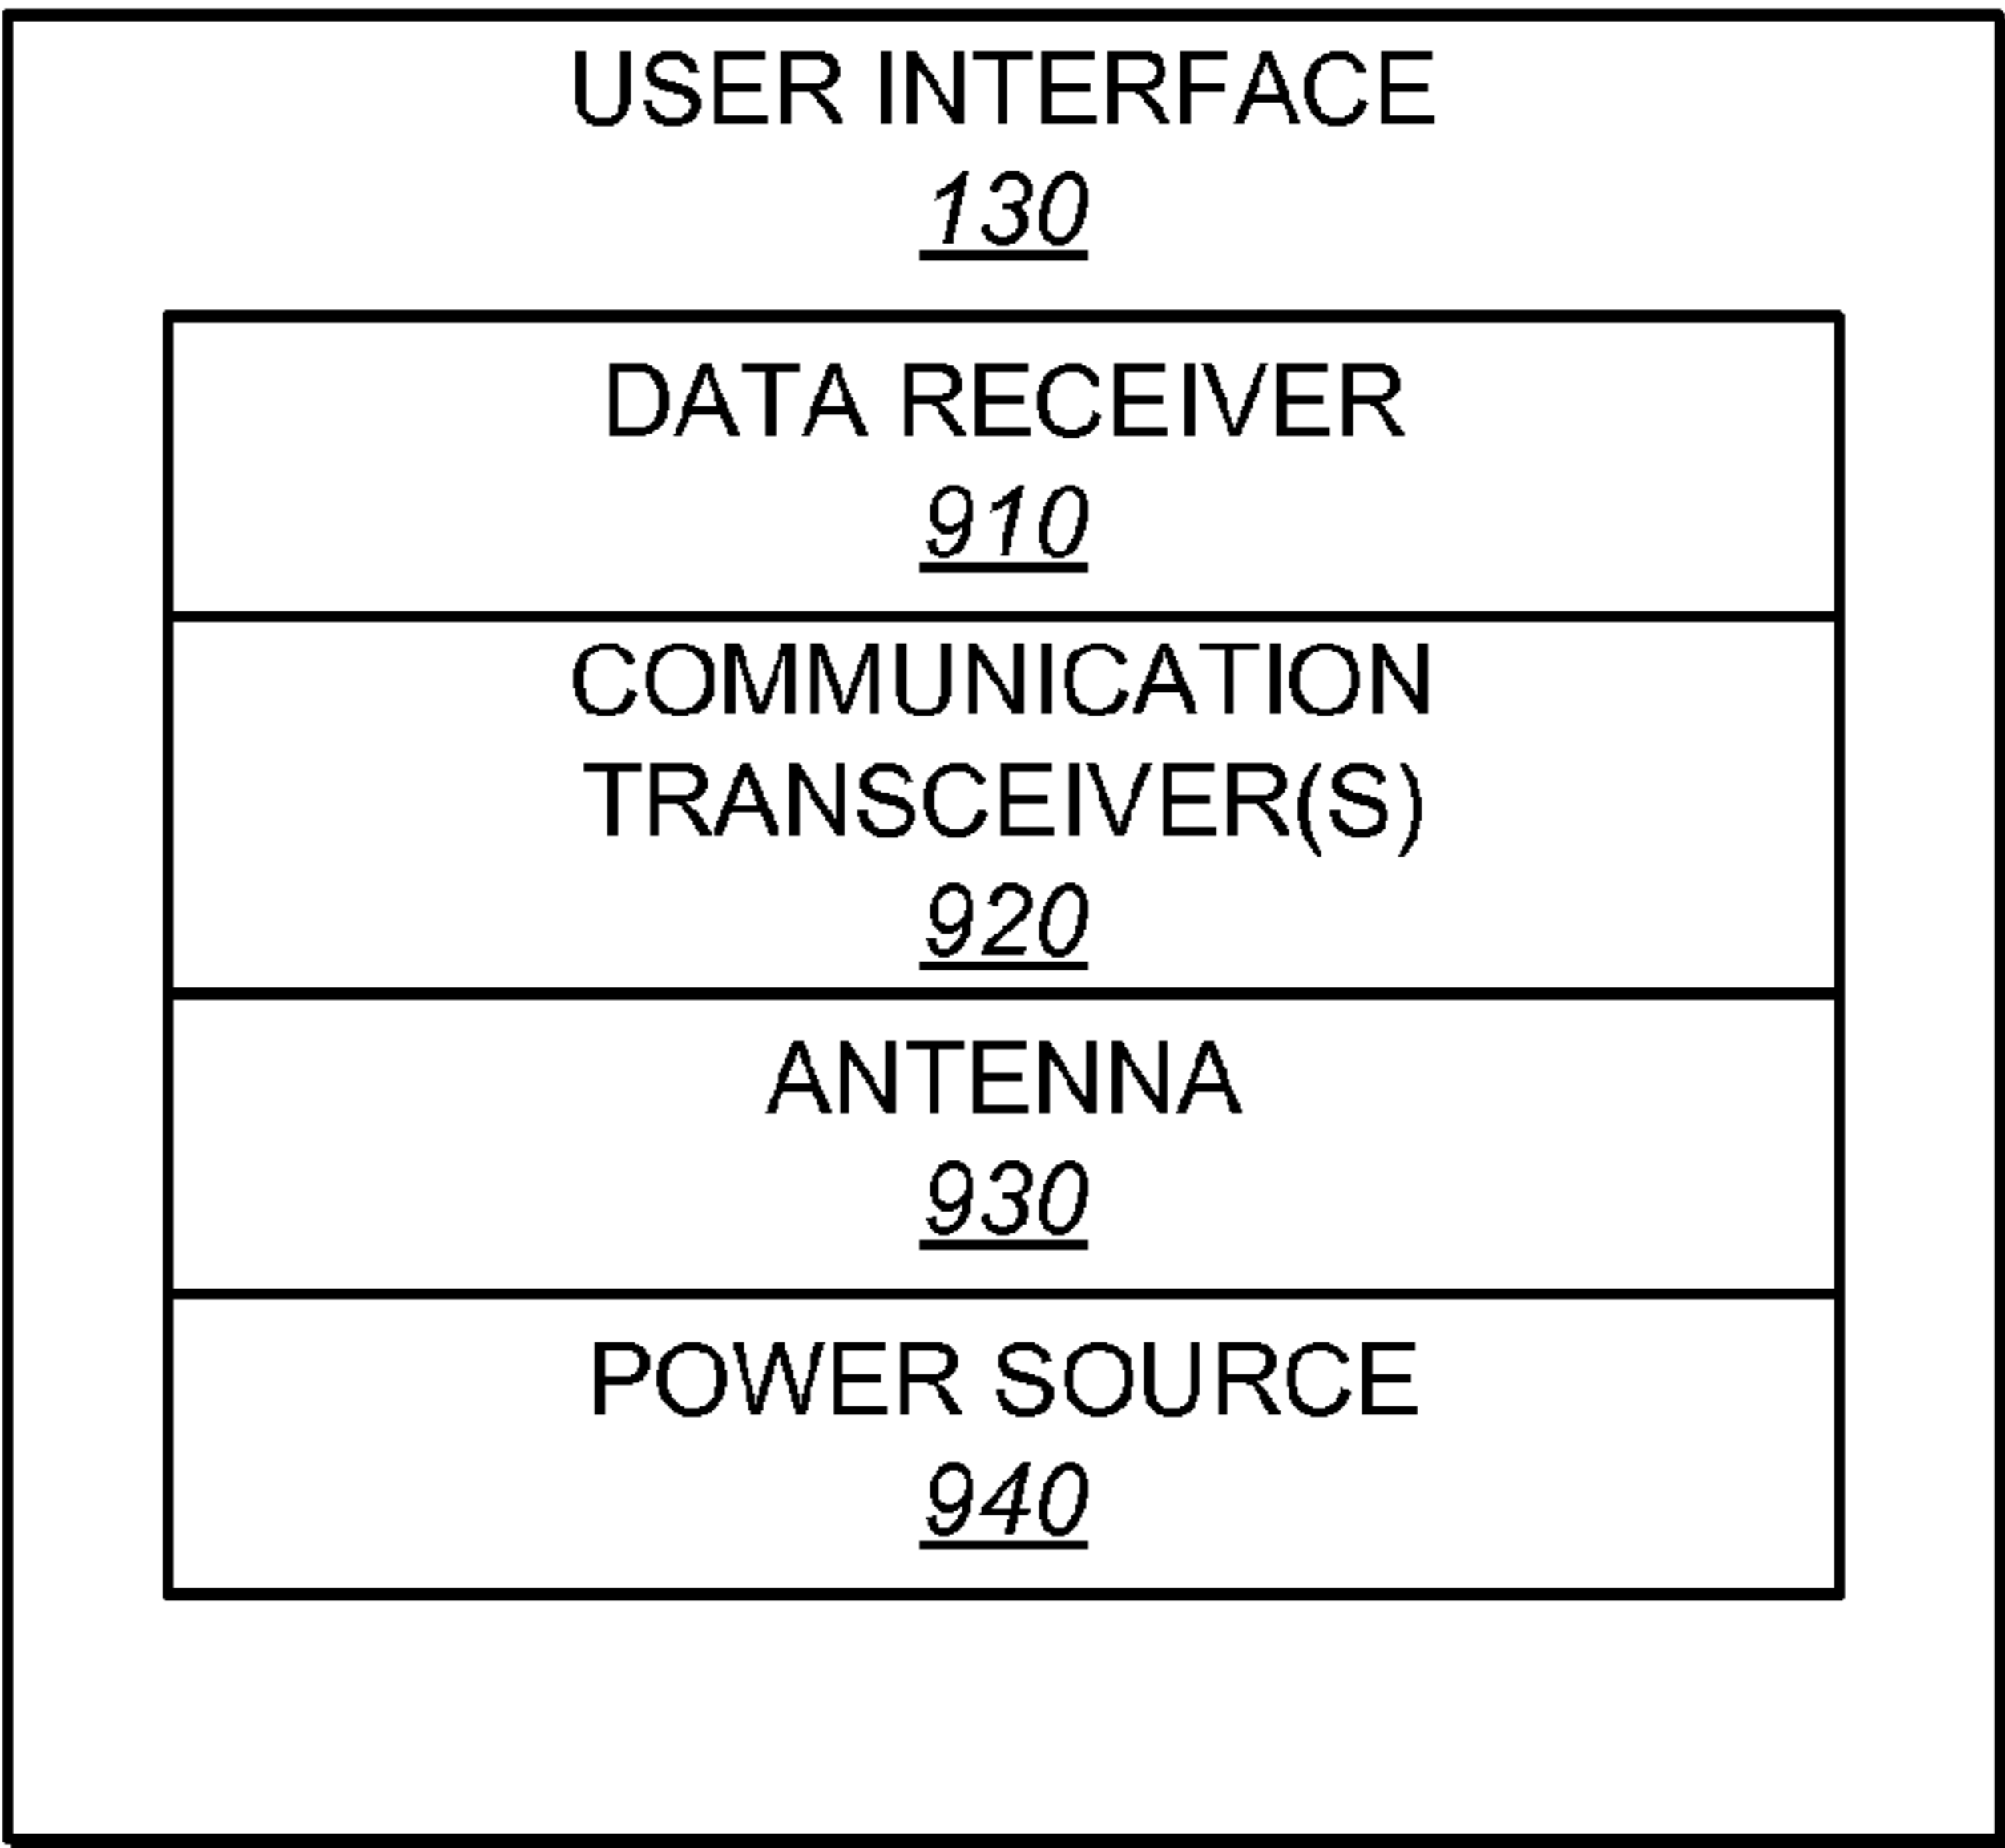 USER INTERFACE
130
DATA RECEIVER
910
COMMUNICATION
TRANSCEIVER(S)
920
ANTENNA
930
POWER SOURCE
940